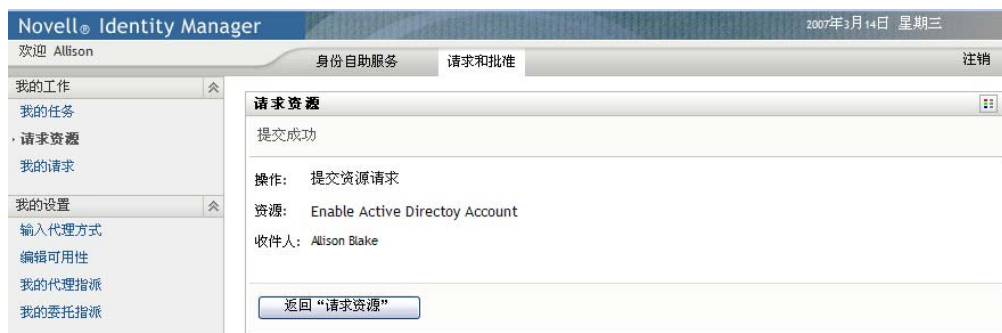 Novell® Identity Manager
2007年3月14日 星期三
欢迎 Allison
身份自助服务
请求和批准
注销
我的工作
我的任务
请求资源
我的请求
我的设置
输入代理方式
编辑可用性
我的代理指派
我的委托指派
请求资源
提交成功
操作: 提交资源请求
资源: Enable Active Directoy Account
收件人: Allison Blake
返回“请求资源”